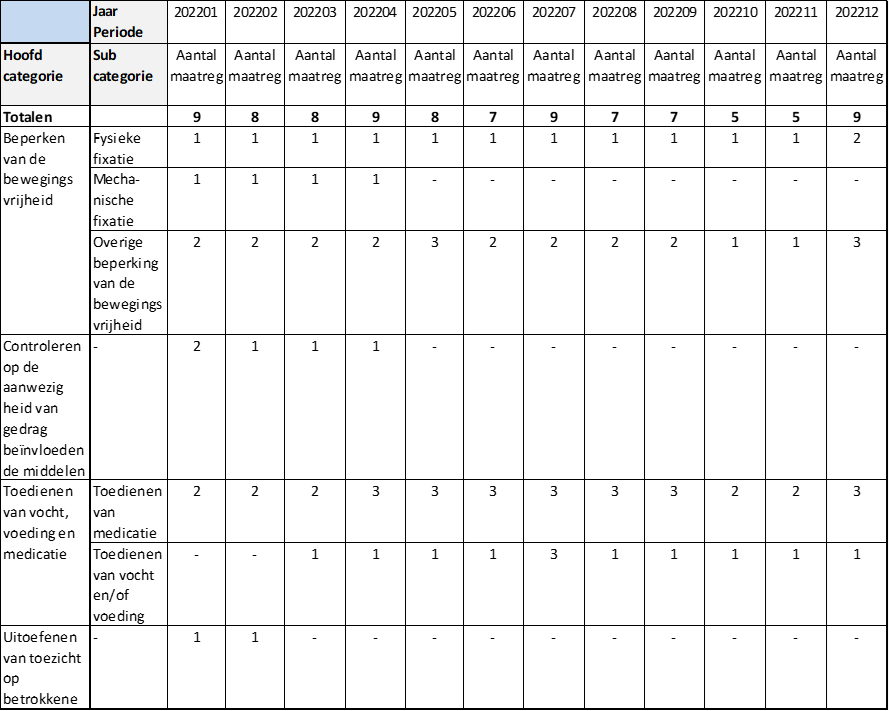 Jaar Periode 202201 202202 202203 202204 202205 202206 202207 202208 202209 202210 202211 202212
Hoofd categorie Sub categorie Aantal maatreg Aantal maatreg Aantal maatreg Aantal maatreg Aantal maatreg Aantal maatreg Aantal maatreg Aantal maatreg Aantal maatreg Aantal maatreg Aantal maatreg Aantal maatreg
Totalen 9 8 8 9 8 7 9 7 7 5 5 9
Beperken van de bewegings vrijheid Fysieke fixatie 1 1 1 1 1 1 1 1 1 1 1 2
Mecha- nische fixatie 1 1 1 1 - - - - - - - -
Overige beperking van de bewegings vrijheid 2 2 2 2 3 2 2 2 2 1 1 3
Controleren op de aanwezig heid van gedrag beïnvloeden de middelen - 2 1 1 1 - - - - - - - -
Toedienen van vocht, voeding en medicatie Toedienen van medicatie 2 2 2 3 3 3 3 3 3 2 2 3
Toedienen van vocht en/of voeding - - 1 1 1 1 3 1 1 1 1 1
Uitoefenen van toezicht op betrokkene - 1 1 - - - - - - - - - -